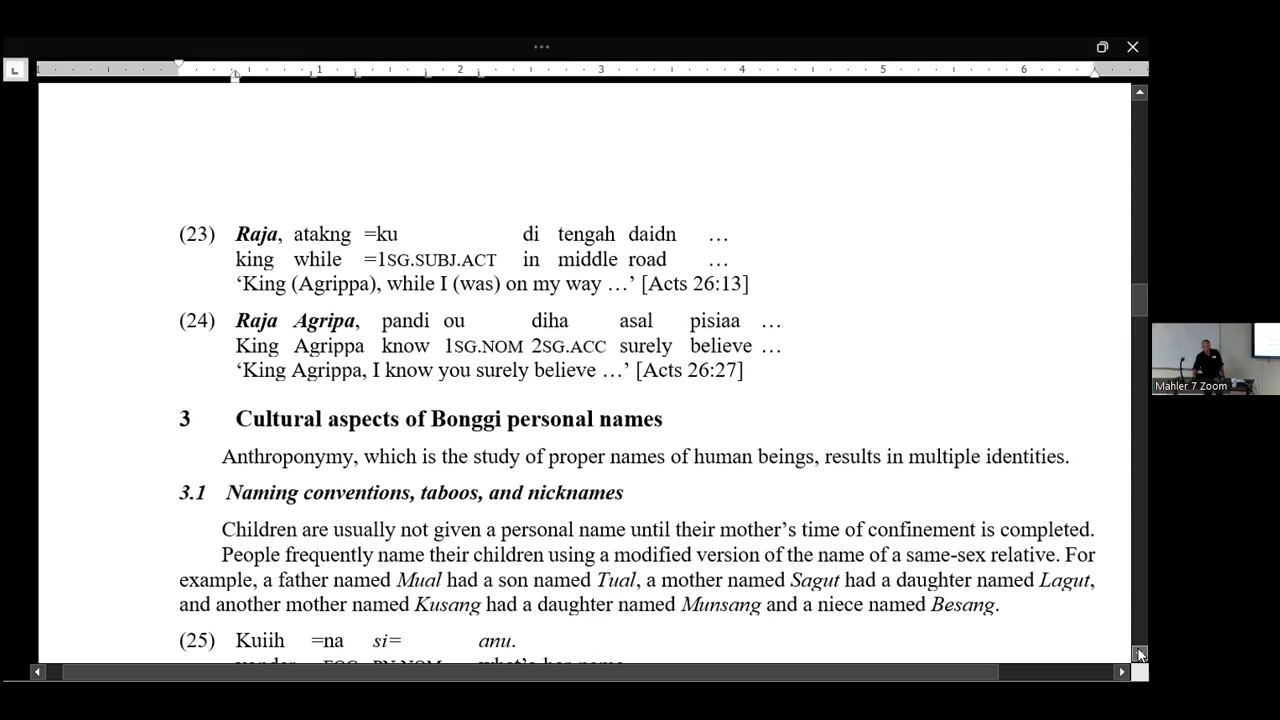 1 2 3 4 5 6
(23) Raja, atakng =ku di tengah daidn …
king while =1SG.SUBJ.ACT in middle road …
‘King (Agrippa), while I (was) on my way …’ [Acts 26:13]
(24) Raja Agripa, pandi ou diha asal pisiaa …
King Agrippa know 1SG.NOM 2SG.ACC surely believe …
‘King Agrippa, I know you surely believe …’ [Acts 26:27]
3 Cultural aspects of Bonggi personal names
Anthroponymy, which is the study of proper names of human beings, results in multiple identities.
3.1 Naming conventions, taboos, and nicknames
Children are usually not given a personal name until their mother’s time of confinement is completed.
People frequently name their children using a modified version of the name of a same-sex relative. For
example, a father named Mual had a son named Tual, a mother named Sagut had a daughter named Lagut,
and another mother named Kusang had a daughter named Munsang and a niece named Besang.
(25) Kuiih =na si= anu.
Mahler 7 Zoom